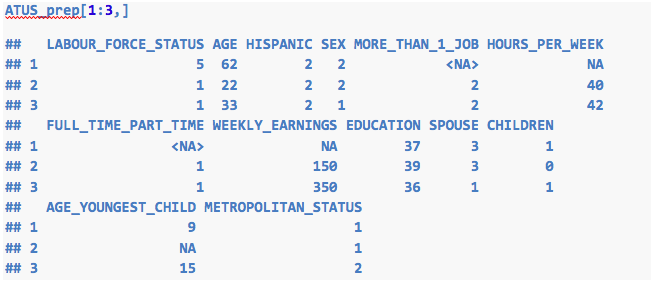 ATUS_prep[1:3,]
##   LABOUR_FORCE_STATUS AGE HISPANIC SEX MORE_THAN_1_JOB HOURS_PER_WEEK
## 1                   5  62        2   2            <NA>             NA
## 2                   1  22        2   2               2             40
## 3                   1  33        2   1               2             42
##   FULL_TIME_PART_TIME WEEKLY_EARNINGS EDUCATION SPOUSE CHILDREN
## 1                <NA>              NA        37      3        1
## 2                   1             150        39      3        0
## 3                   1             350        36      1        1
##   AGE_YOUNGEST_CHILD METROPOLITAN_STATUS
## 1                  9                   1
## 2                 NA                   1
## 3                 15                   2